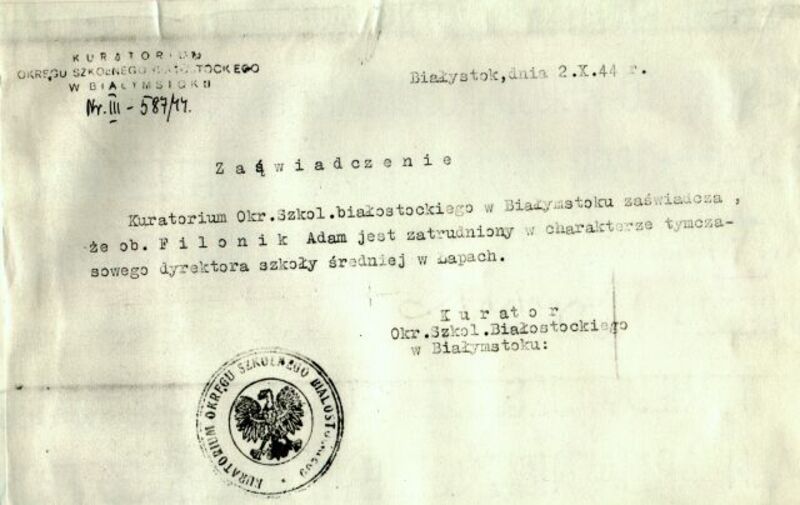 KURATORIUM
OKRĘGU SZKOLNEGO BIAŁOSTOCKIEGO
W BIAŁYMSTOKU
Nr. III - 587/44.
Białystok, dnia 2.X.44 r.
Zaświadczenie
Kuratorium Okr.Szkol.białostockiego w Białymstoku zaświadcza ,
że ob. Filonik Adam jest zatrudniony w charakterze tymcza-
sowego dyrektora szkoły średniej w Łapach.
Kurator
Okr.Szkol.Białostockiego
w Białymstoku:
KURATORIUM OKRĘGU SZKOLNEGO BIAŁOSTOCKIEGO